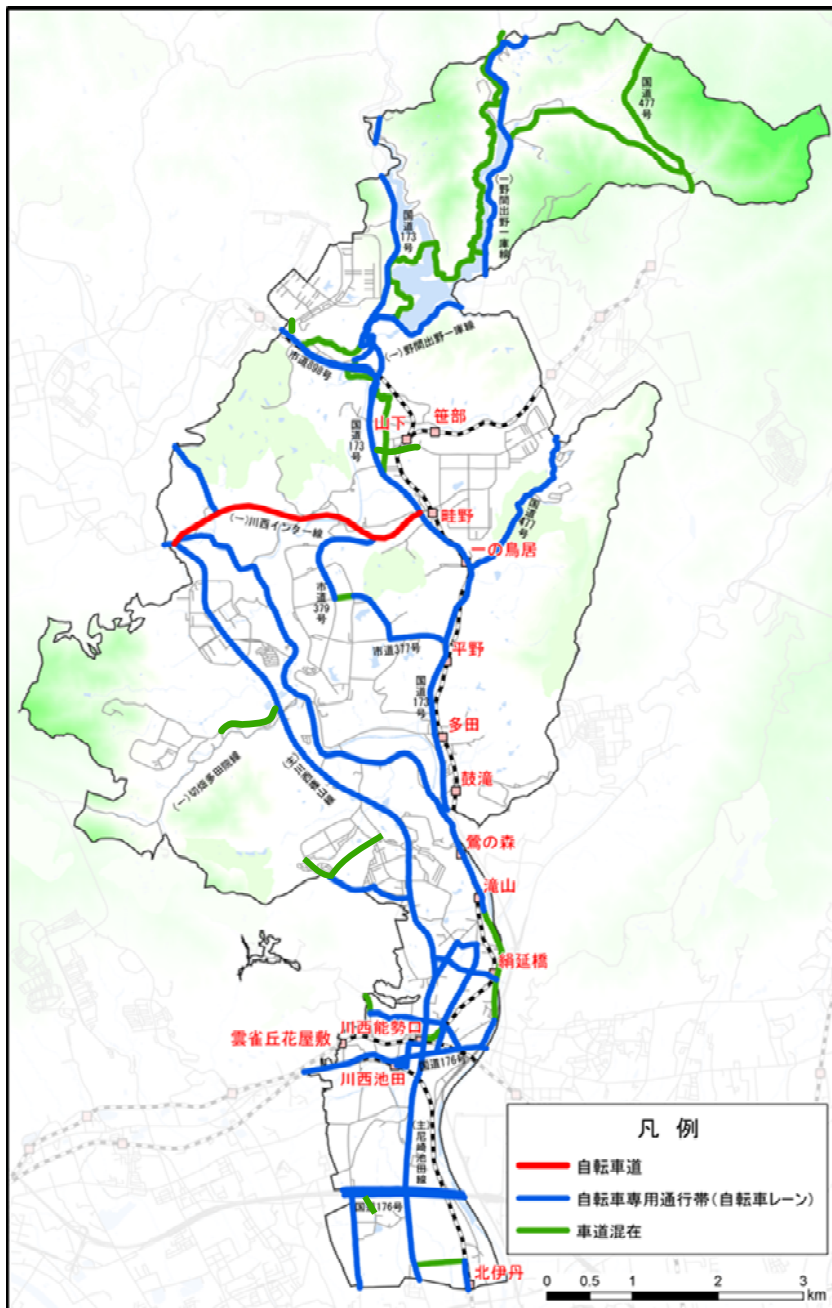 国道477号
(一)野間出野一庫線
国道173号
(一)野間出野一庫線
市道898号
笹部
山下
国道173号
畦野
国道477号
(一)川西インター線
一の鳥居
市道379号
市道377号
平野
国道173号
多田
(一)切畑多田院線
鼓滝
鶯の森
滝山
絹延橋
川西能勢口
雲雀丘花屋敷
国道176号
川西池田
(主)尼崎池田線
国道176号
北伊丹
凡 例
自転車道
自転車専用通行帯(自転車レーン)
車道混在
0 0.5 1 2 3
km